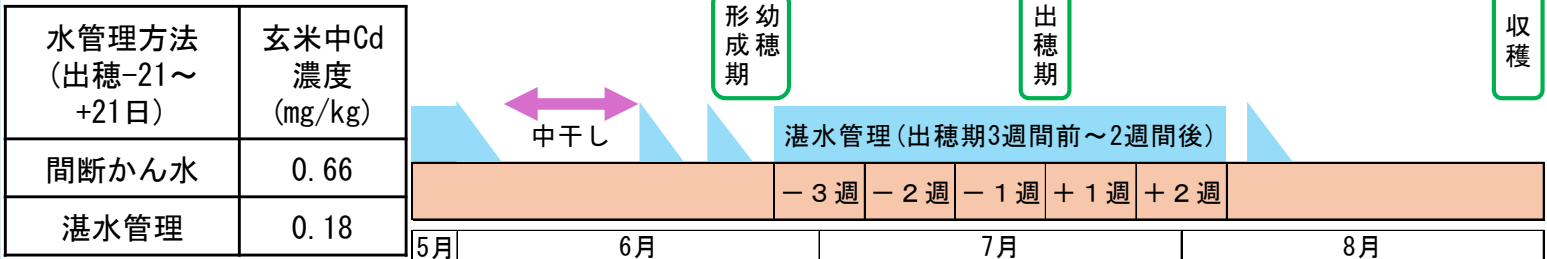 水管理方法
(出穂-21～
+21日)
玄米中Cd
濃度
(mg/kg)
間断かん水
0.66
湛水管理
0.18
幼穂
形成
期
出穂期
収穫
中干し
湛水管理(出穂期3週間前～2週間後)
－３週
－２週
－１週
＋１週
＋２週
5月
6月
7月
8月